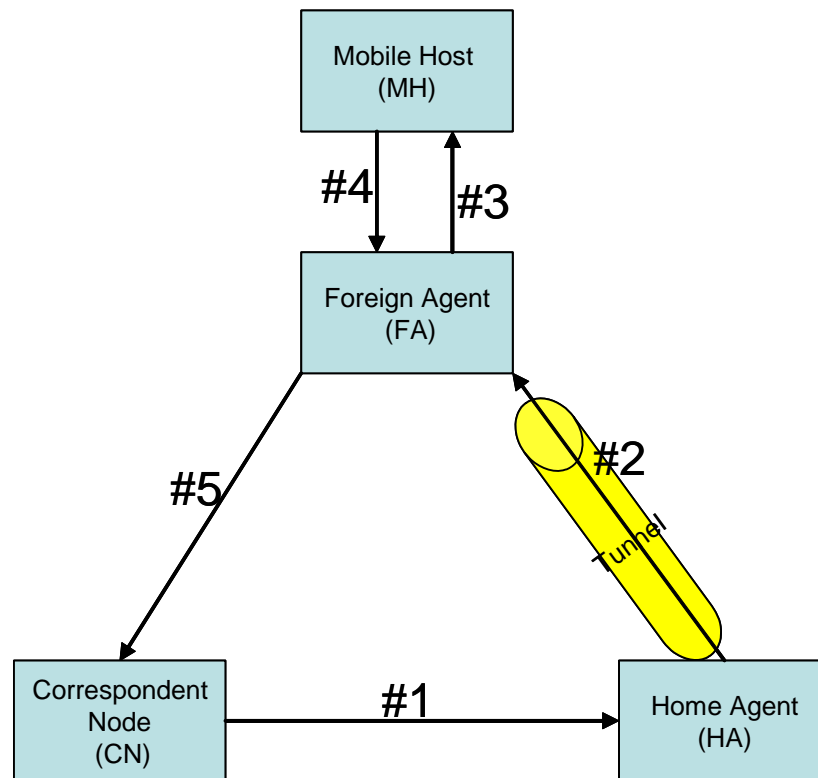 Mobile Host
(MH)
#4
#3
Foreign Agent
(FA)
#5
#2
Tunnel
Correspondent
Node
(CN)
#1
Home Agent
(HA)